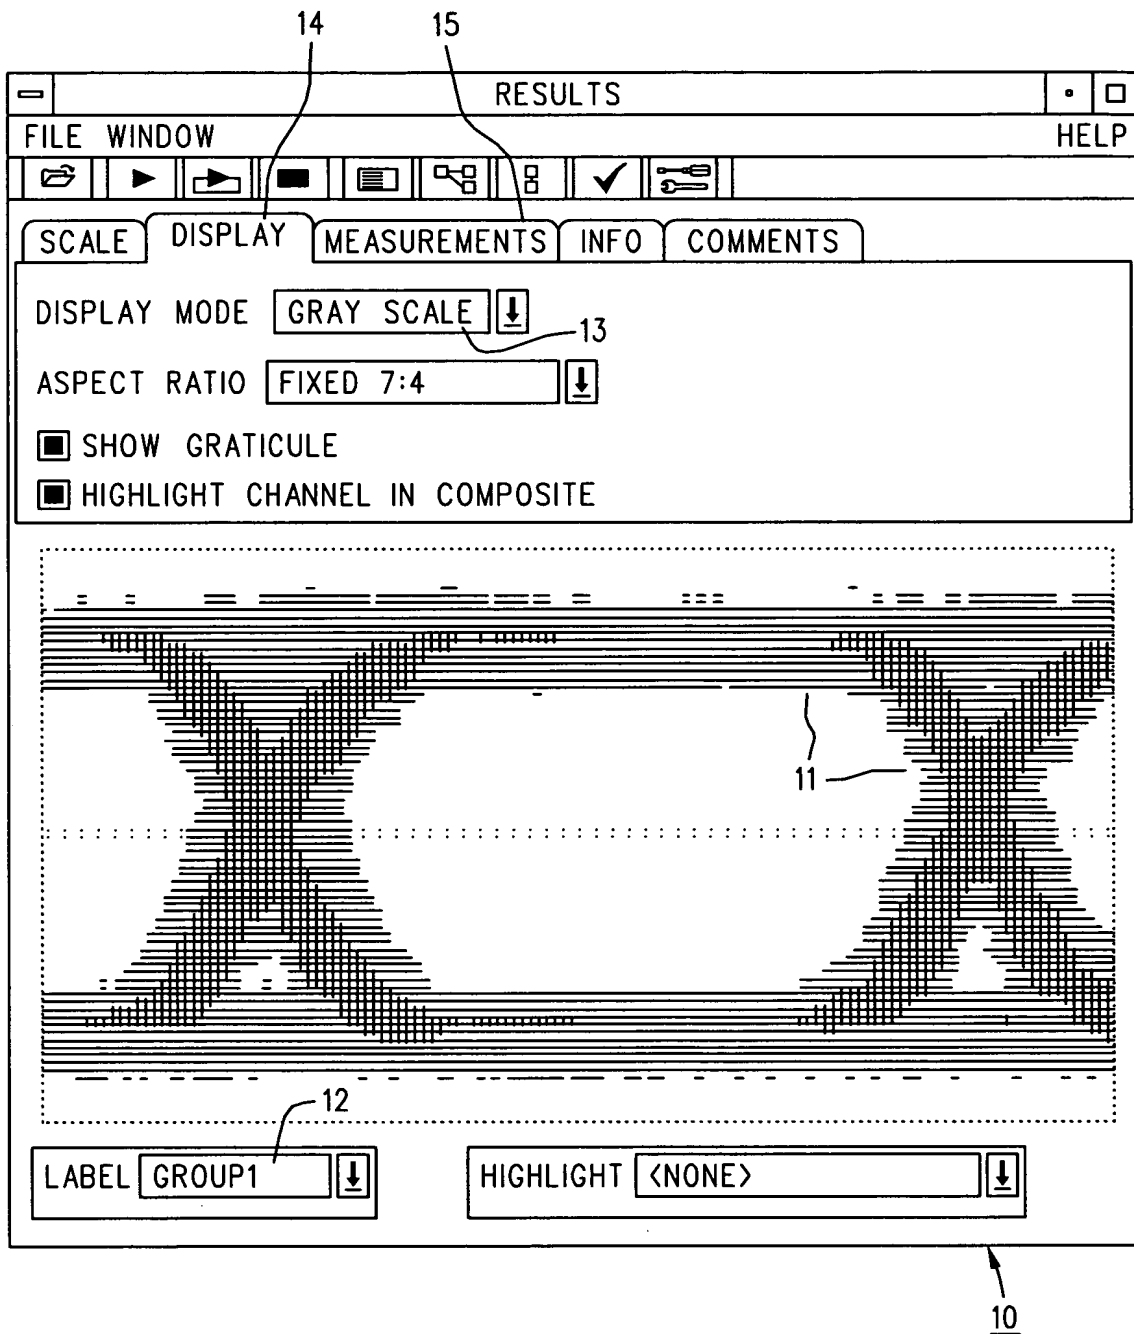 14 15
RESULTS
FILE WINDOW HELP
SCALE DISPLAY MEASUREMENTS INFO COMMENTS
DISPLAY MODE GRAY SCALE
13
ASPECT RATIO FIXED 7:4
SHOW GRATICULE
HIGHLIGHT CHANNEL IN COMPOSITE
11
12
LABEL GROUP1 HIGHLIGHT <NONE>
10